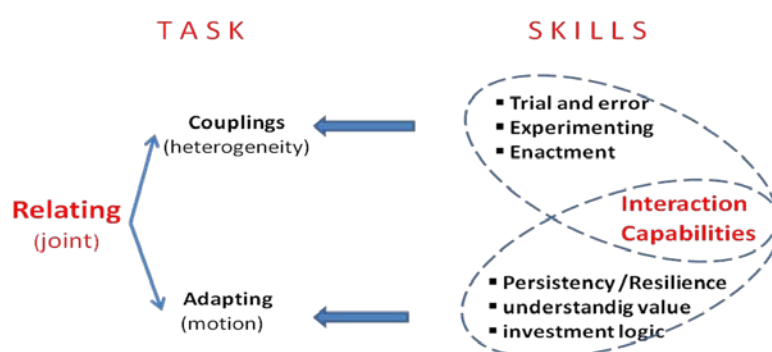 TASK
SKILLS
Couplings
(heterogeneity)
▪ Trial and error
▪ Experimenting
▪ Enactment
Relating
(joint)
Interaction
Capabilities
Adapting
(motion)
▪ Persistency/Resilience
▪ understandig value
▪ investment logic